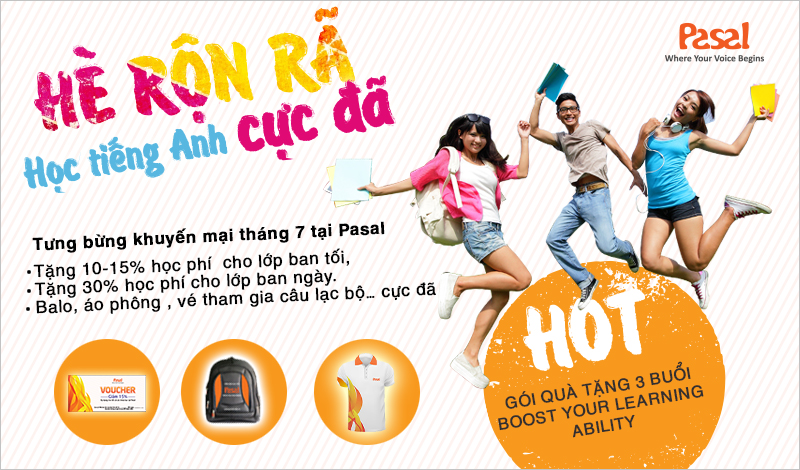 HÈ RỘN RÃ
Học tiếng Anh cực đã
Pasal
Where Your Voice Begins
Tưng bừng khuyến mại tháng 7 tại Pasal
• Tặng 10-15% học phí cho lớp ban tối,
• Tặng 30% học phí cho lớp ban ngày.
• Balo, áo phông , vé tham gia câu lạc bộ... cực đã
Pasal
VOUCHER
Giảm 15%
Pasal
Pasal
HOT
GÓI QUÀ TẶNG 3 BUỔI
BOOST YOUR LEARNING
ABILITY